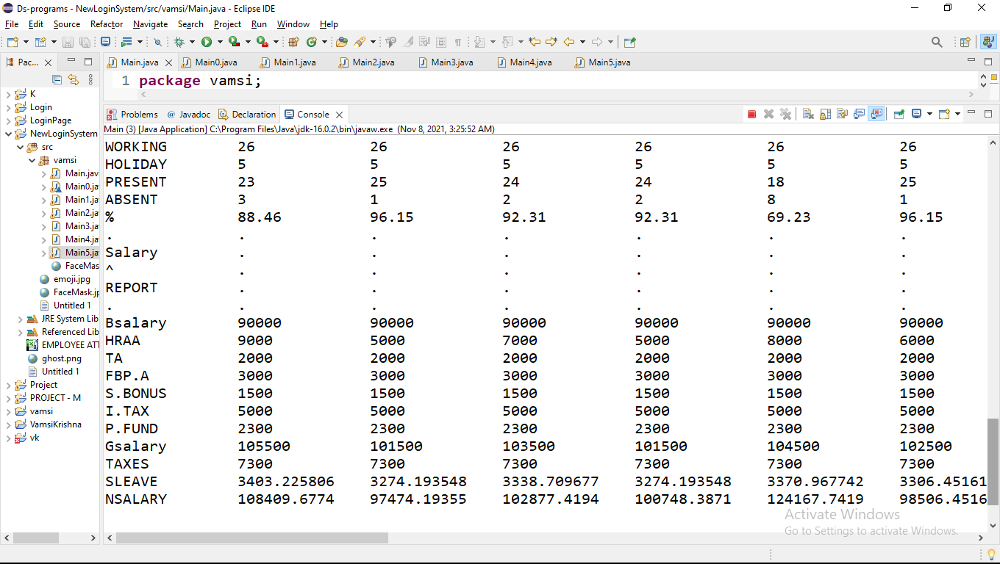 Ds-programs - NewLoginSystem/src/vamsi/Main.java - Eclipse IDE
File Edit Source Refactor Navigate Search Project Run Window Help
Pac...
Main.java Main0.java Main1.java Main2.java Main3.java Main4.java Main5.java
1 package vamsi;
K
Login
LoginPage
NewLoginSystem
src
vamsi
Main.jav
Main0.ja
Main1.ja
Main2.ja
Main3.ja
Main4.ja
Main5.ja
FaceMas
emoji.jpg
FaceMask.jp
Untitled 1
JRE System Lib
Referenced Lib
EMPLOYEE ATT
ghost.png
Untitled 1
Project
PROJECT - M
vamsi
VamsiKrishna
vk
Problems @ Javadoc Declaration Console
Main (3) [Java Application] C:\Program Files\Java\jdk-16.0.2\bin\javaw.exe (Nov 8, 2021, 3:25:52 AM)
WORKING 26 26 26 26 26 26
HOLIDAY 5 5 5 5 5 5
PRESENT 23 25 24 24 18 25
ABSENT 3 1 2 2 8 1
% 88.46 96.15 92.31 92.31 69.23 96.15
. . . . . . .
Salary . . . . . .
^ . . . . . .
REPORT . . . . . .
. . . . . . .
Bsalary 90000 90000 90000 90000 90000 90000
HRAA 9000 5000 7000 5000 8000 6000
TA 2000 2000 2000 2000 2000 2000
FBP.A 3000 3000 3000 3000 3000 3000
S.BONUS 1500 1500 1500 1500 1500 1500
I.TAX 5000 5000 5000 5000 5000 5000
P.FUND 2300 2300 2300 2300 2300 2300
Gsalary 105500 101500 103500 101500 104500 102500
TAXES 7300 7300 7300 7300 7300 7300
SLEAVE 3403.225806 3274.193548 3338.709677 3274.193548 3370.967742 3306.45161
NSALARY 108409.6774 97474.19355 102877.4194 100748.3871 124167.7419 98506.4516
Activate Windows
Go to Settings to activate Windows.